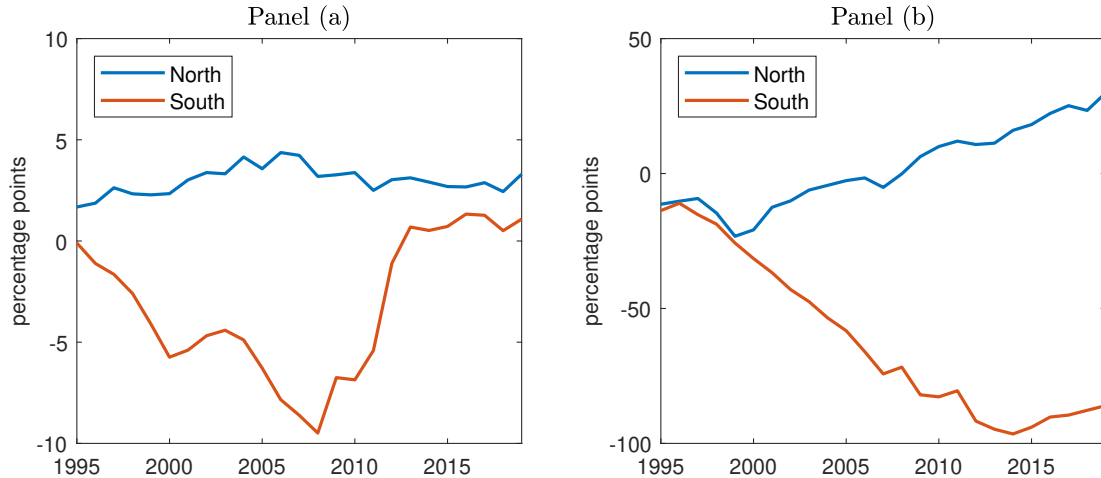 Panel (a)
10
5
0
-5
-10
percentage points
North
South
1995 2000 2005 2010 2015
Panel (b)
50
0
-50
-100
percentage points
North
South
1995 2000 2005 2010 2015